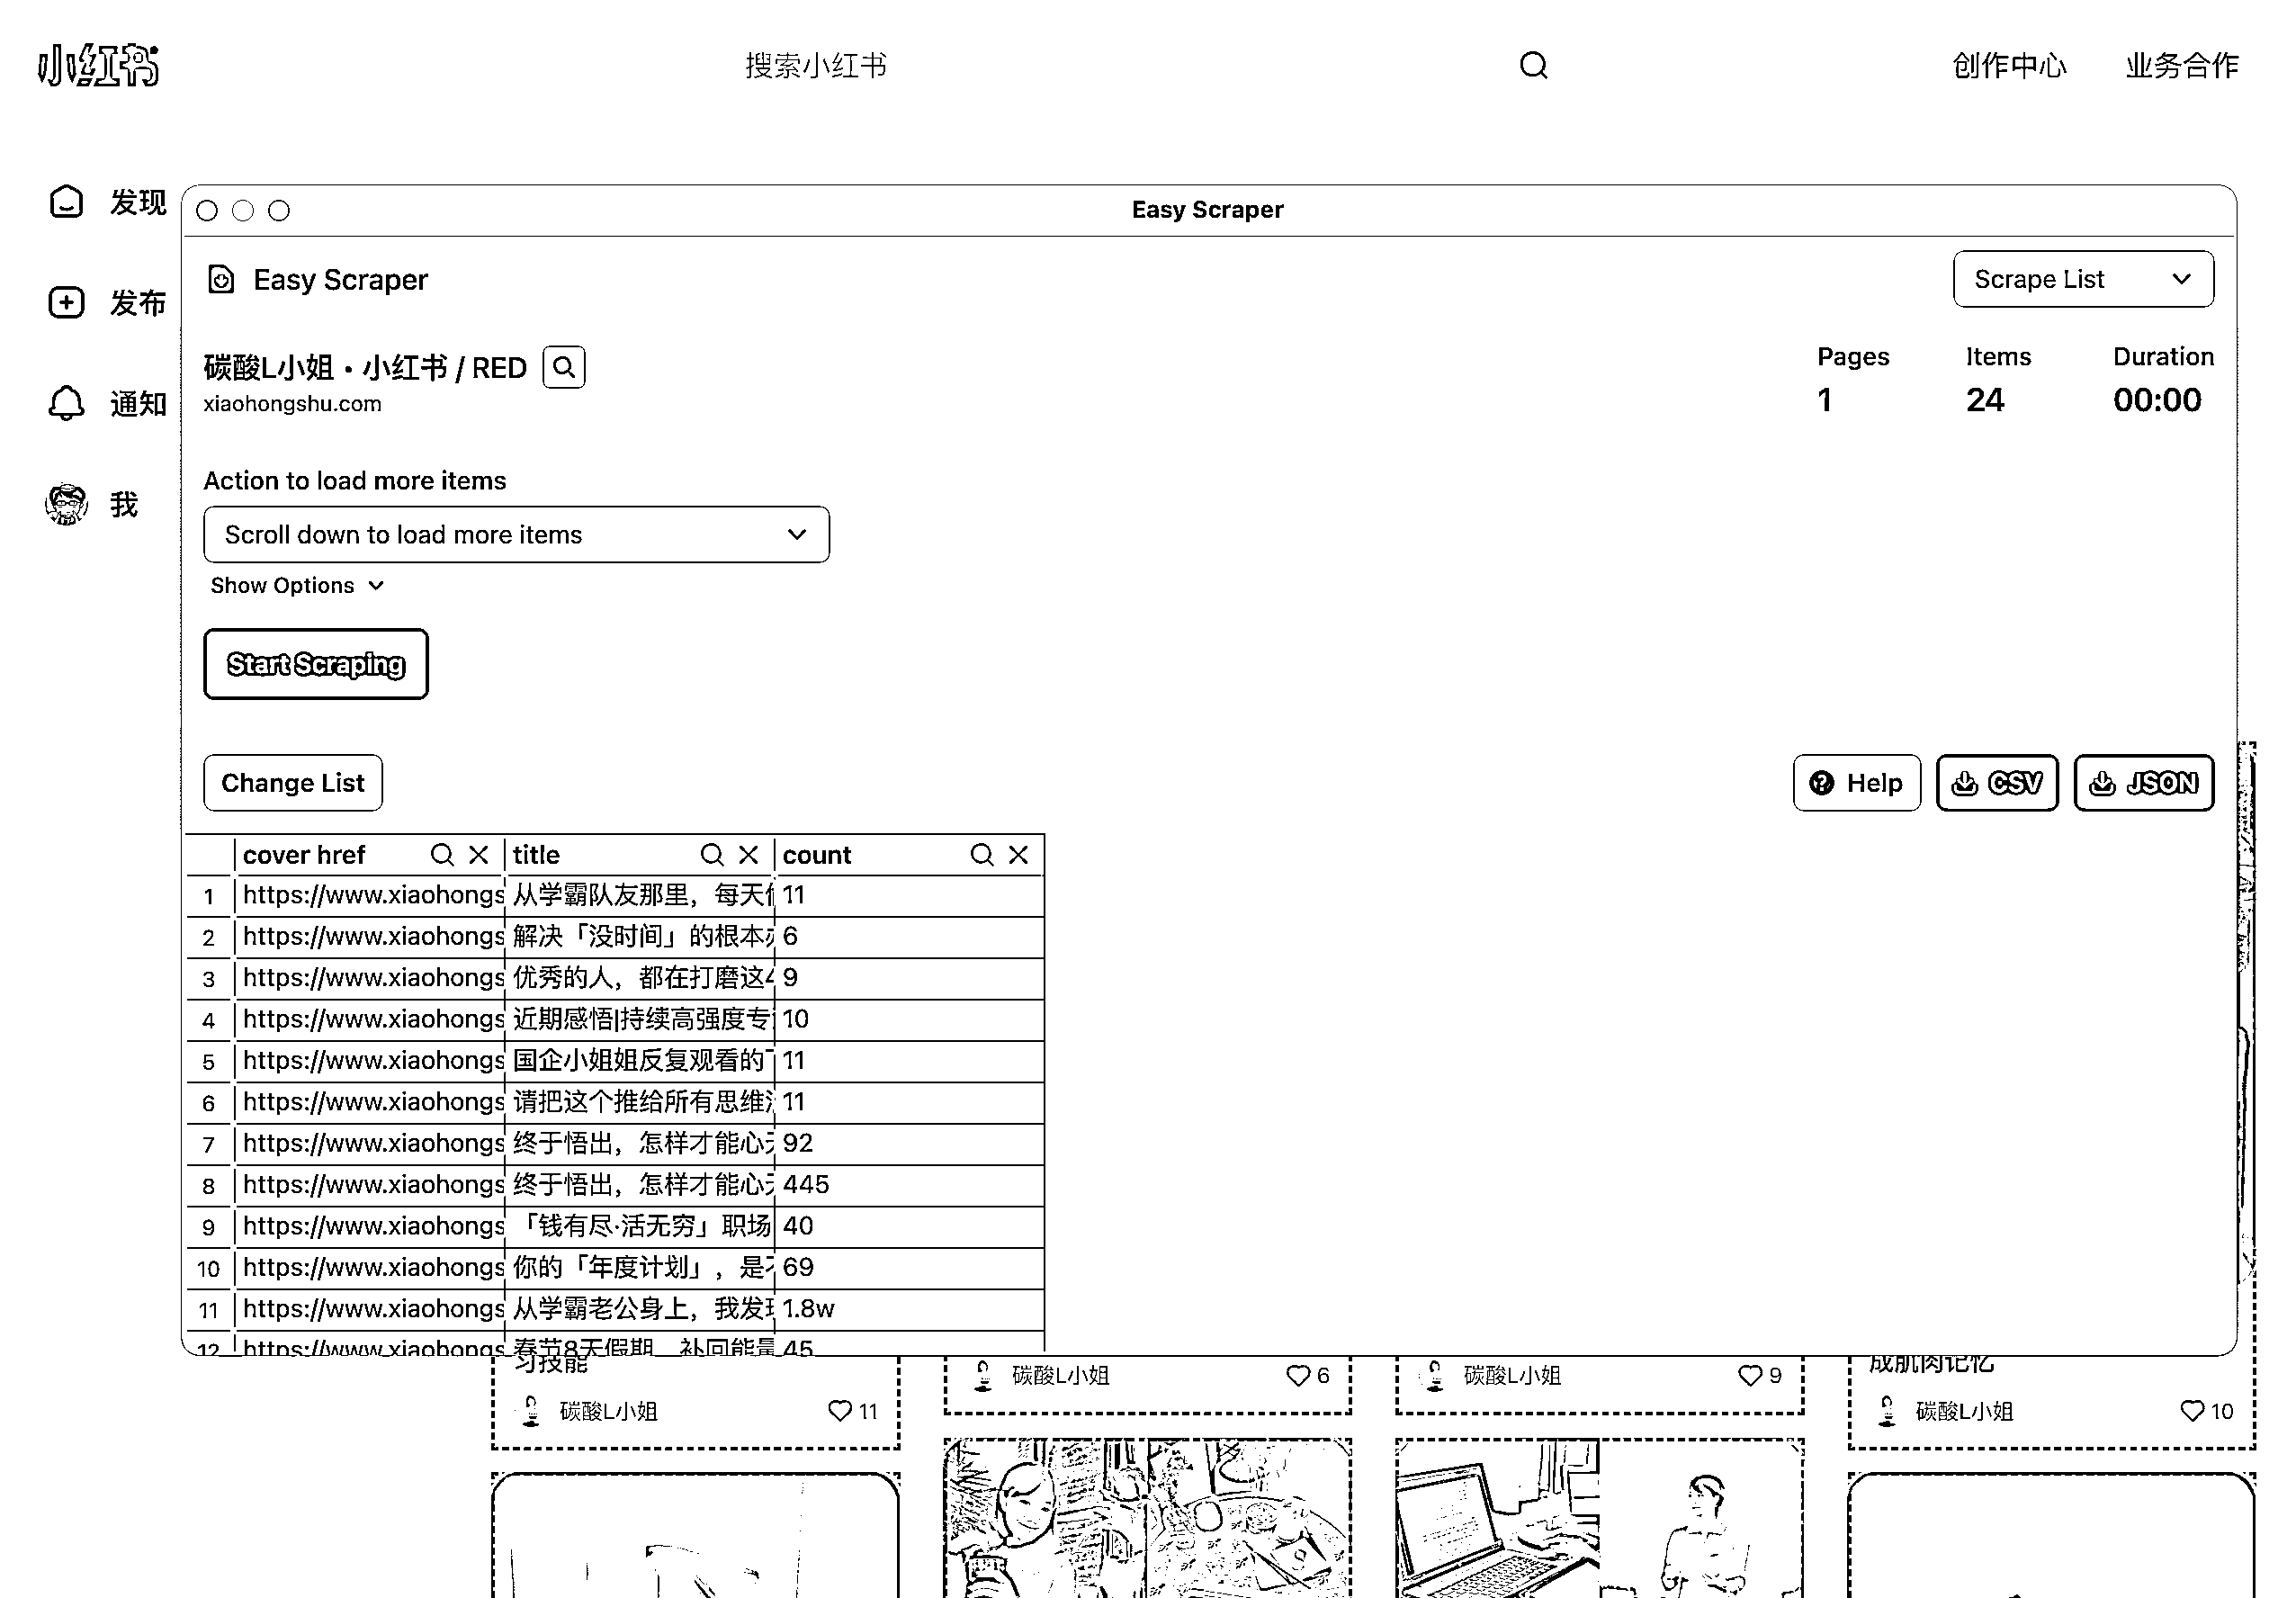 小红书
搜索小红书
创作中心
业务合作
发现
发布
通知
我
Easy Scraper
Easy Scraper
Scrape List
碳酸L小姐 • 小红书 / RED
xiaohongshu.com
Pages
Items
Duration
1
24
00:00
Action to load more items
Scroll down to load more items
Show Options
Start Scraping
Change List
Help
CSV
JSON
cover href title count
1 https://www.xiaohongs 从学霸队友那里，每天 11
2 https://www.xiaohongs 解决「没时间」的根本 6
3 https://www.xiaohongs 优秀的人，都在打磨这 9
4 https://www.xiaohongs 近期感悟|持续高强度专 10
5 https://www.xiaohongs 国企小姐姐反复观看的 11
6 https://www.xiaohongs 请把这个推给所有思维 11
7 https://www.xiaohongs 终于悟出，怎样才能心 92
8 https://www.xiaohongs 终于悟出，怎样才能心 445
9 https://www.xiaohongs 「钱有尽·活无穷」职场 40
10 https://www.xiaohongs 你的「年度计划」，是 69
11 https://www.xiaohongs 从学霸老公身上，我发 1.8w
12 https://www.xiaohongs 春节8天假期 补回能量 45
习技能
碳酸L小姐 11
碳酸L小姐 6
碳酸L小姐 9
成肌肉记忆
碳酸L小姐 10